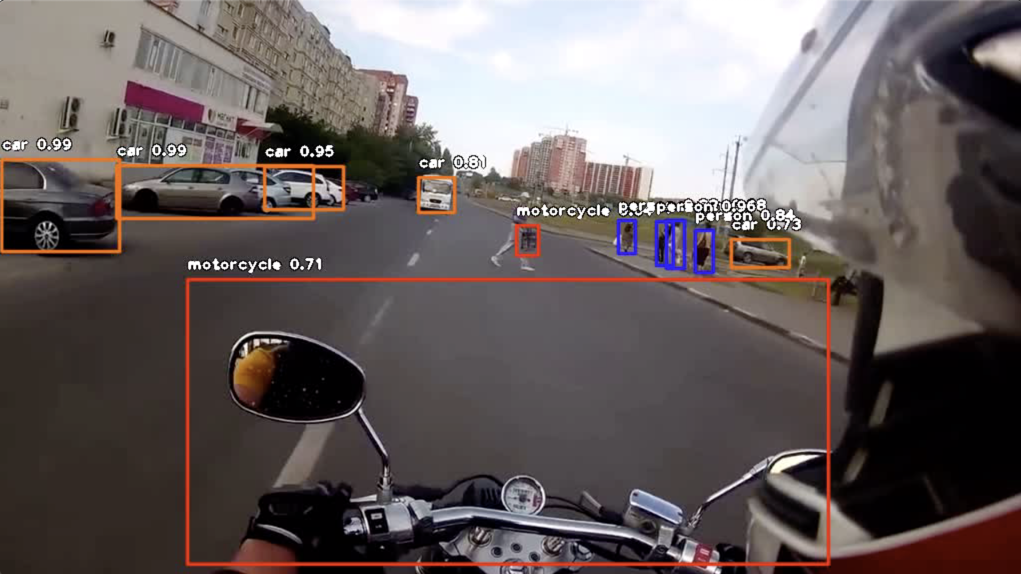 МАГНИТ
car 0.99
car 0.99
car 0.95
car 0.81
motorcycle
person 0.84
car 0.73
motorcycle 0.71